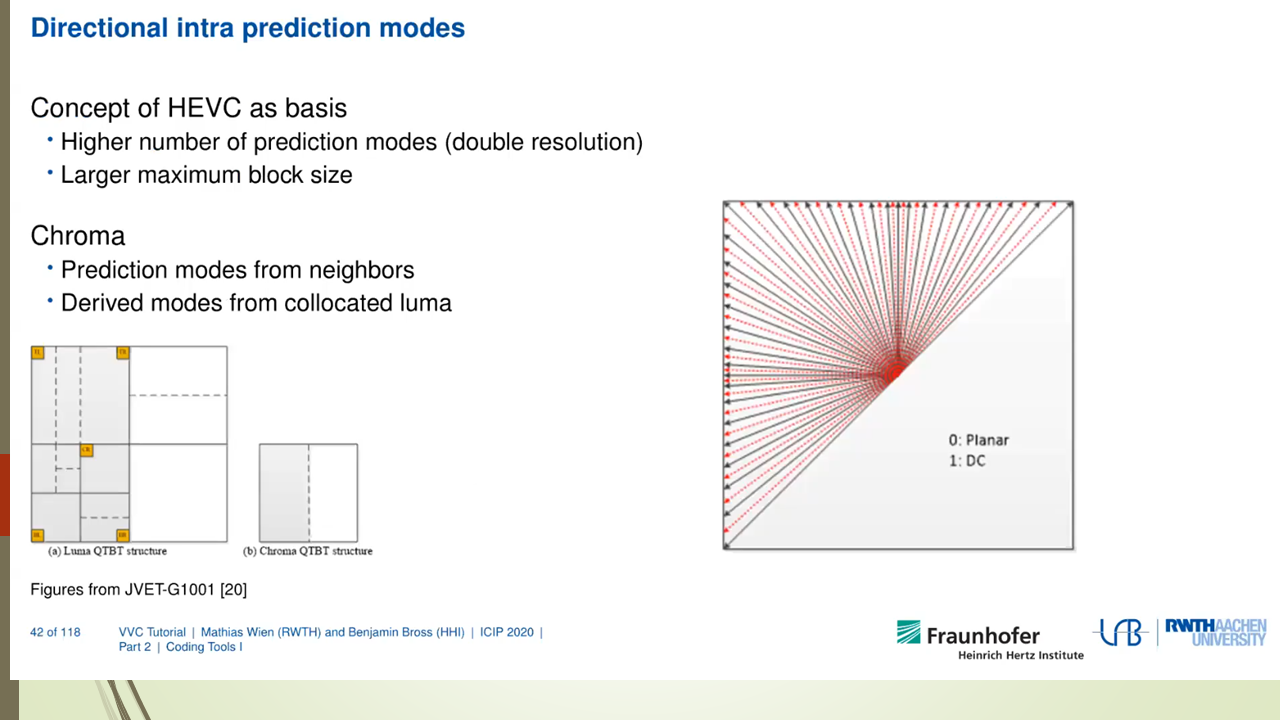 Directional intra prediction modes
Concept of HEVC as basis
• Higher number of prediction modes (double resolution)
• Larger maximum block size
Chroma
• Prediction modes from neighbors
• Derived modes from collocated luma
TL
TR
CR
BL
BR
(a) Luma QTBT structure
(b) Chroma QTBT structure
0: Planar
1: DC
Figures from JVET-G1001 [20]
42 of 118
VVC Tutorial | Mathias Wien (RWTH) and Benjamin Bross (HHI) | ICIP 2020 |
Part 2 | Coding Tools I
Fraunhofer
Heinrich Hertz Institute
RWTH AACHEN
UNIVERSITY